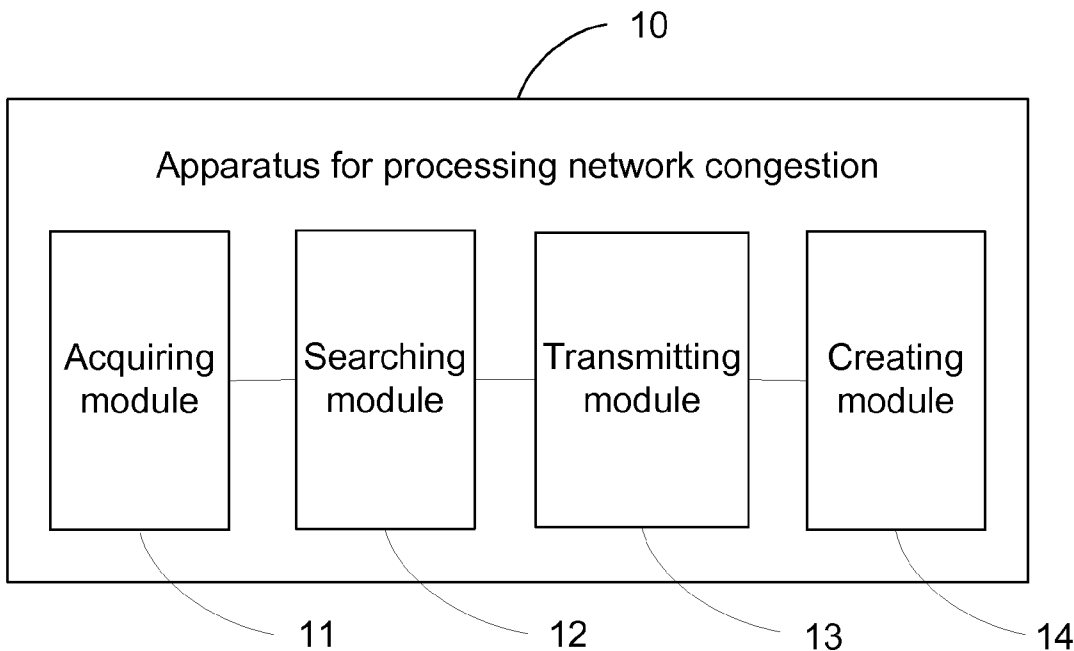 10
Apparatus for processing network congestion
Acquiring
module
Searching
module
Transmitting
module
Creating
module
11
12
13
14